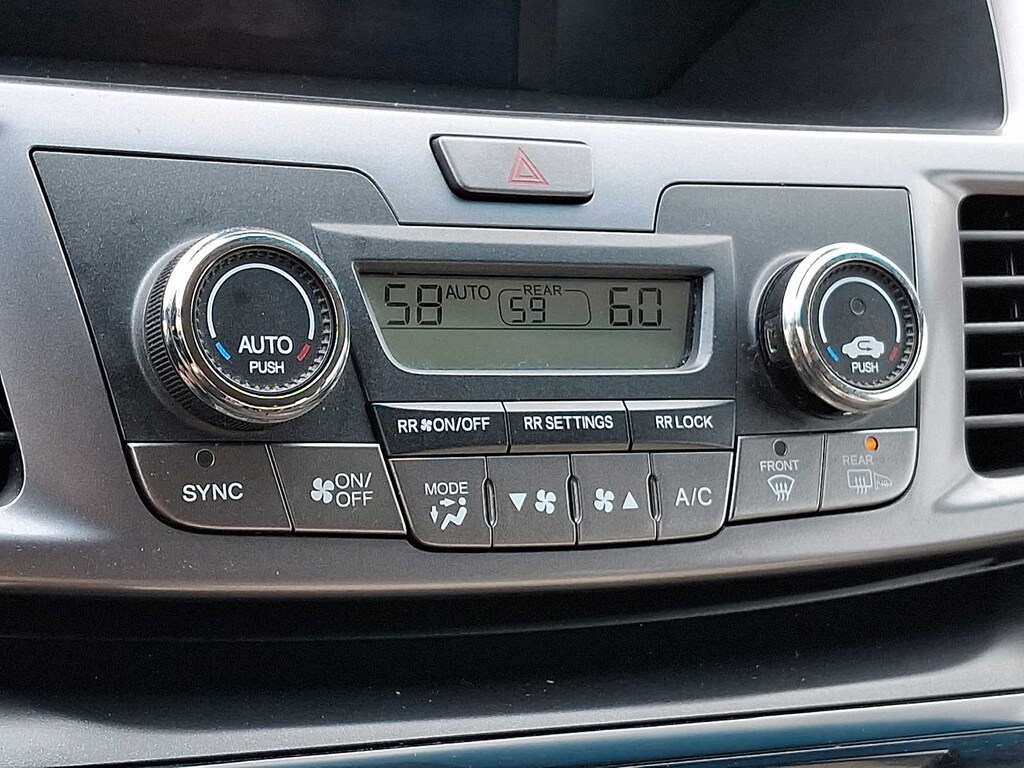 58 AUTO REAR 59 60
AUTO
PUSH
PUSH
RR ON/OFF
RR SETTINGS
RR LOCK
SYNC
ON/
OFF
MODE
A/C
FRONT
REAR